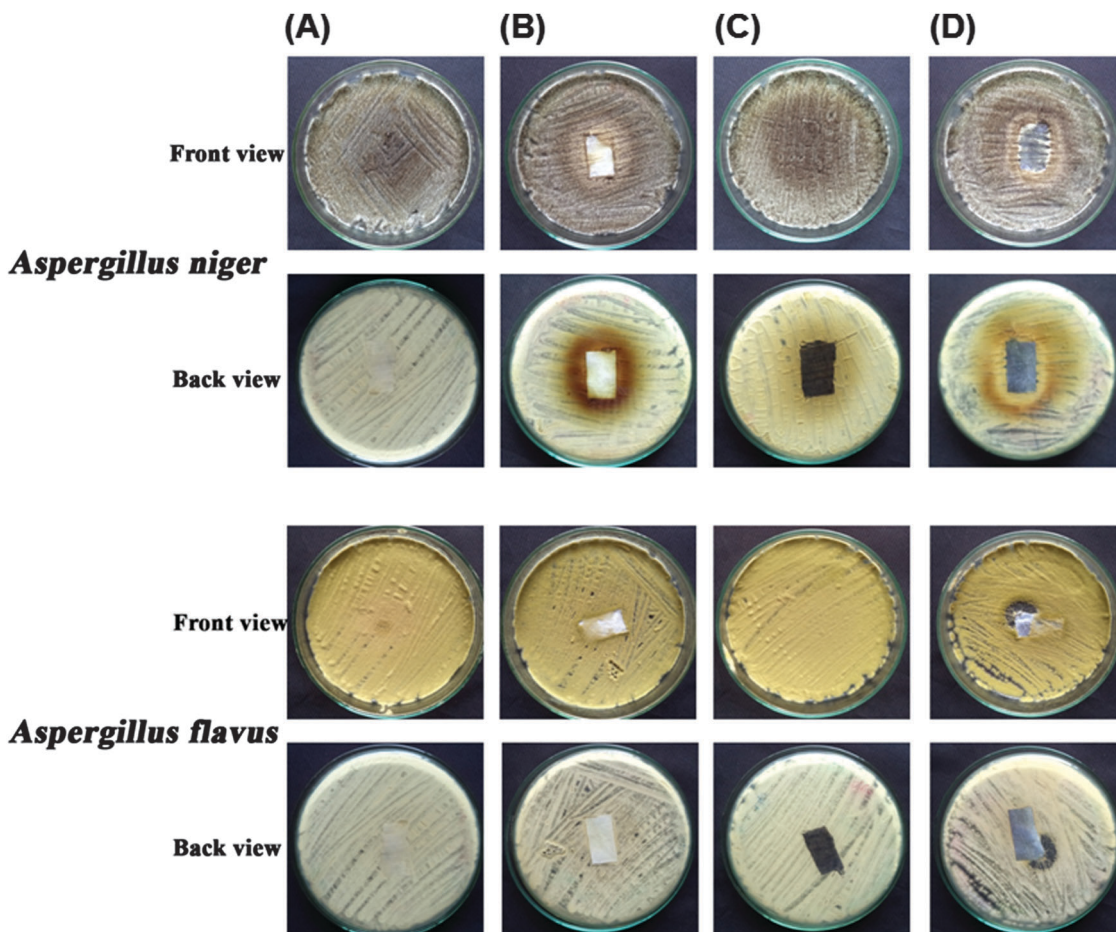 (A) (B) (C) (D)
Front view
Aspergillus niger
Back view
Front view
Aspergillus flavus
Back view